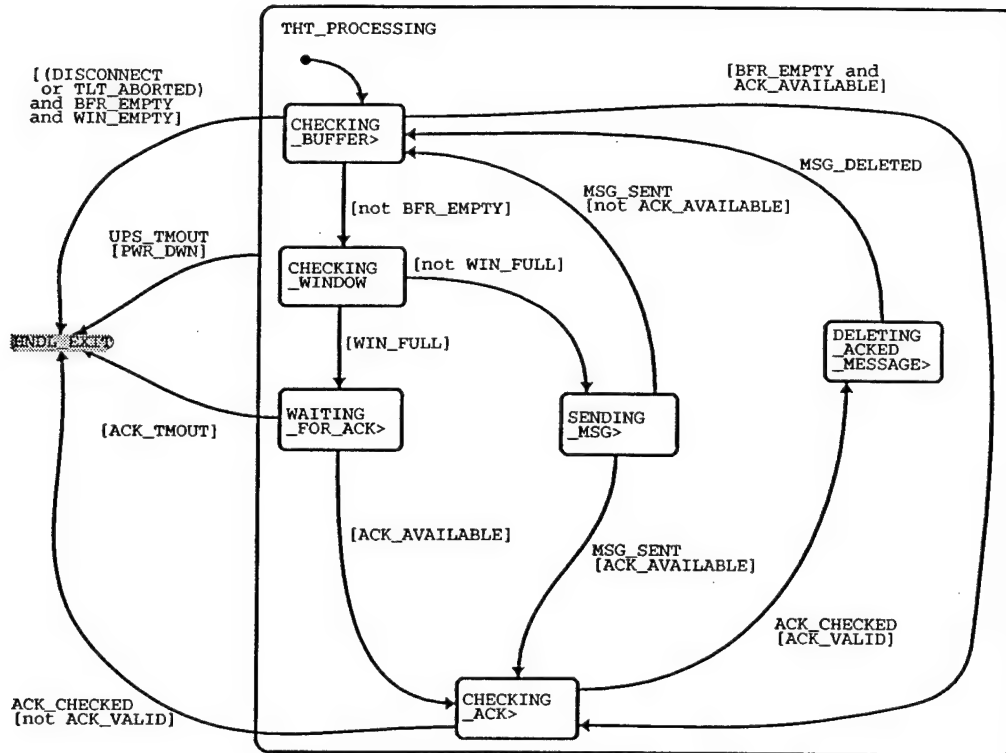 THT_PROCESSING
[(DISCONNECT
or TLT_ABORTED)
and BFR_EMPTY
and WIN_EMPTY]
[BFR_EMPTY and
ACK_AVAILABLE]
CHECKING
_BUFFER>
MSG_DELETED
MSG_SENT
[not ACK_AVAILABLE]
[not BFR_EMPTY]
UPS_TMOUT
[PWR_DWN]
CHECKING
_WINDOW
[not WIN_FULL]
HNDL_EXIT
[WIN_FULL]
DELETING
_ACKED
_MESSAGE>
WAITING
_FOR_ACK>
SENDING
_MSG>
[ACK_TMOUT]
[ACK_AVAILABLE]
MSG_SENT
[ACK_AVAILABLE]
ACK_CHECKED
[ACK_VALID]
ACK_CHECKED
[not ACK_VALID]
CHECKING
_ACK>